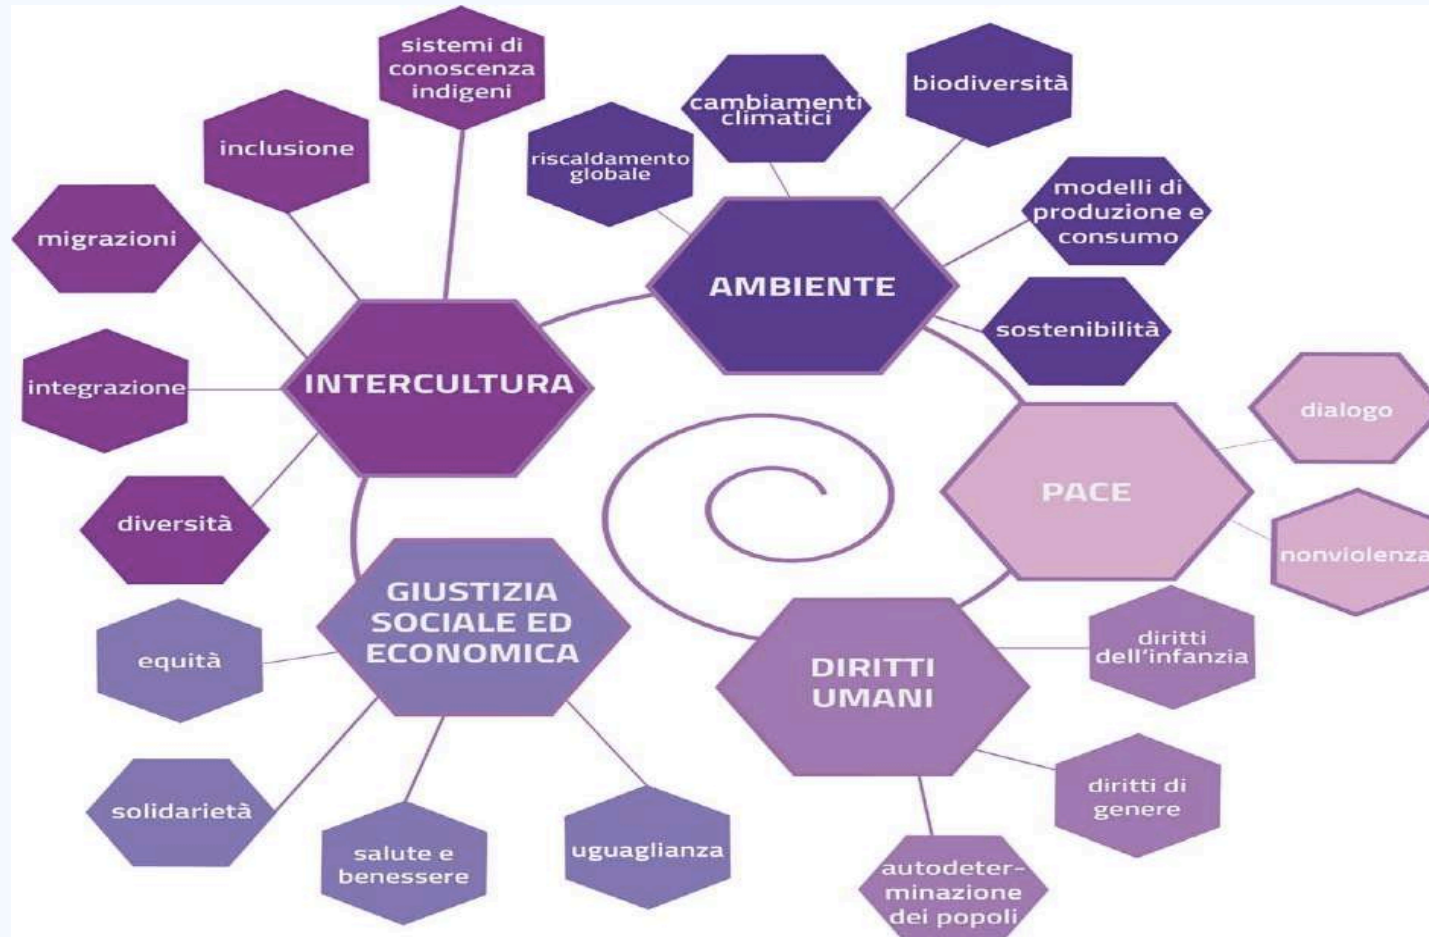 sistemi di
conoscenza
indigeni
inclusione
migrazioni
integrazione
diversità
INTERCULTURA
riscaldamento
globale
cambiamenti
climatici
biodiversità
modelli di
produzione e
consumo
sostenibilità
AMBIENTE
dialogo
nonviolenza
PACE
GIUSTIZIA
SOCIALE ED
ECONOMICA
equità
solidarietà
salute e
benessere
uguaglianza
DIRITTI
UMANI
diritti
dell'infanzia
diritti di
genere
autodeter-
minazione
dei popoli